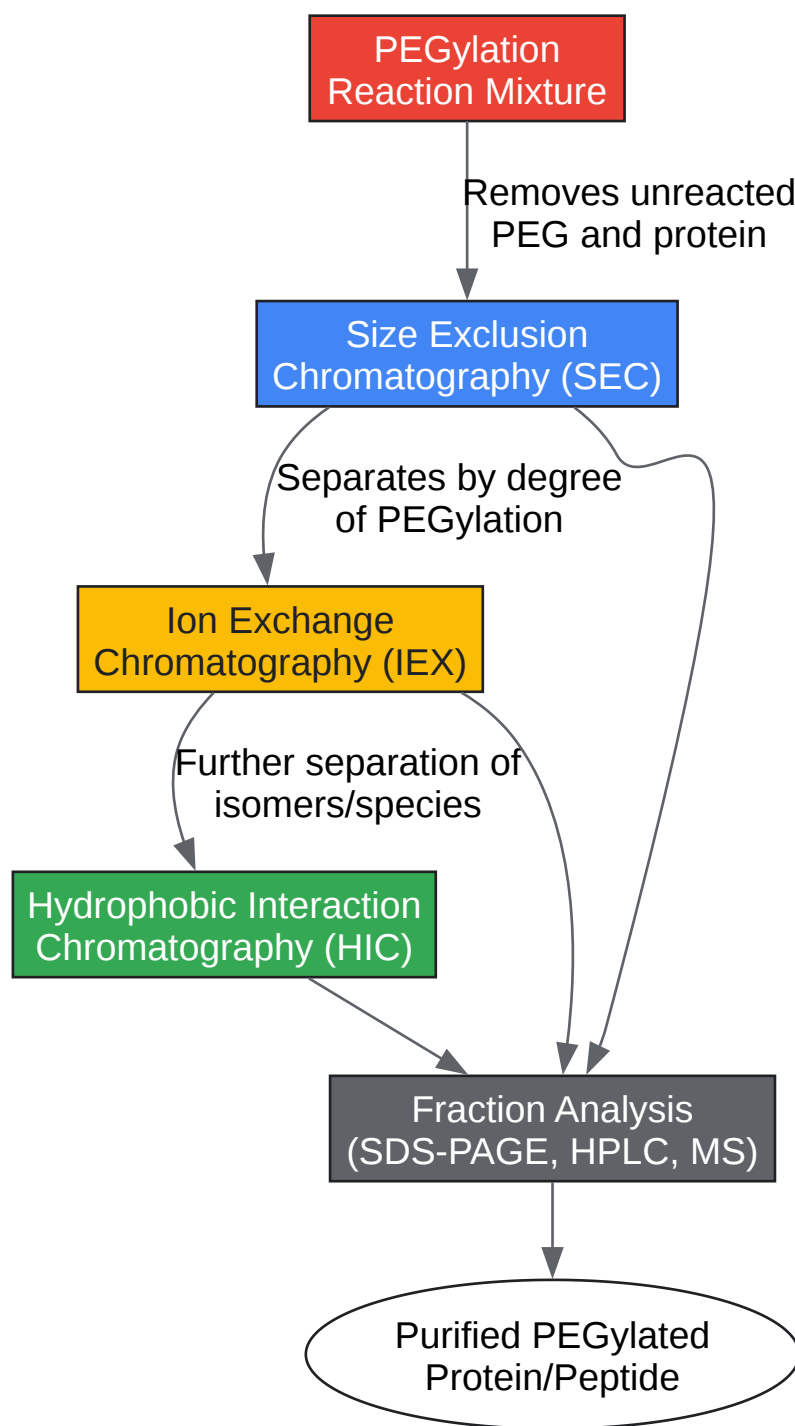 PEGylation
Reaction Mixture
Removes unreacted
PEG and protein
Size Exclusion
Chromatography (SEC)
Separates by degree
of PEGylation
Ion Exchange
Chromatography (IEX)
Further separation of
isomers/species
Hydrophobic Interaction
Chromatography (HIC)
Fraction Analysis
(SDS-PAGE, HPLC, MS)
Purified PEGylated
Protein/Peptide